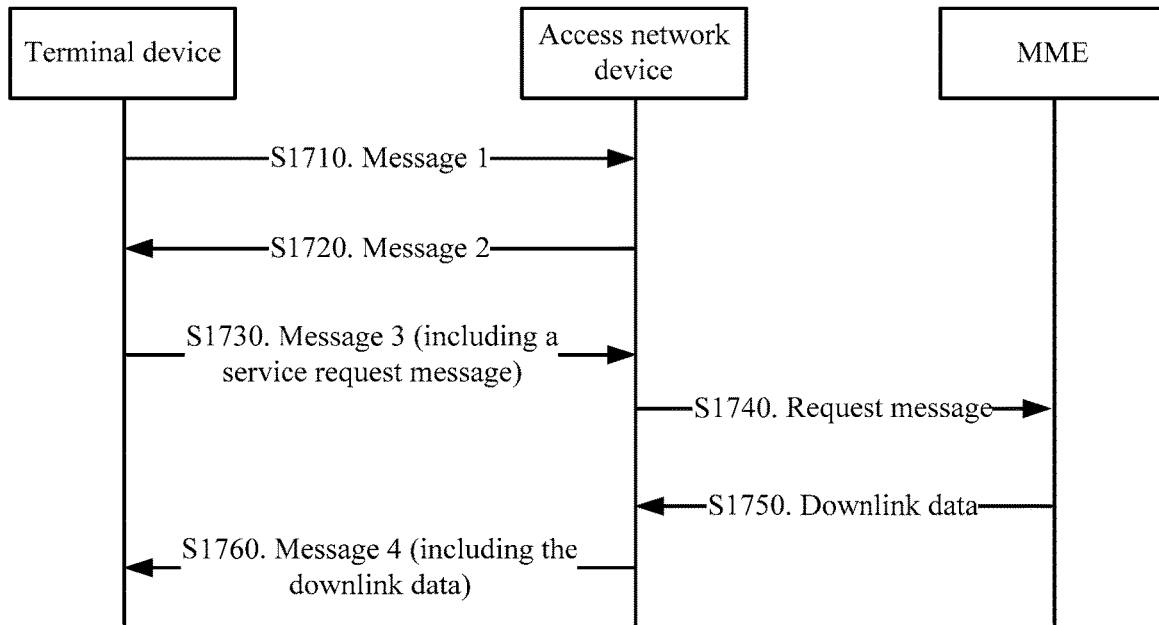 Terminal device
Access network
device
MME
S1710. Message 1
S1720. Message 2
S1730. Message 3 (including a
service request message)
S1740. Request message
S1750. Downlink data
S1760. Message 4 (including the
downlink data)